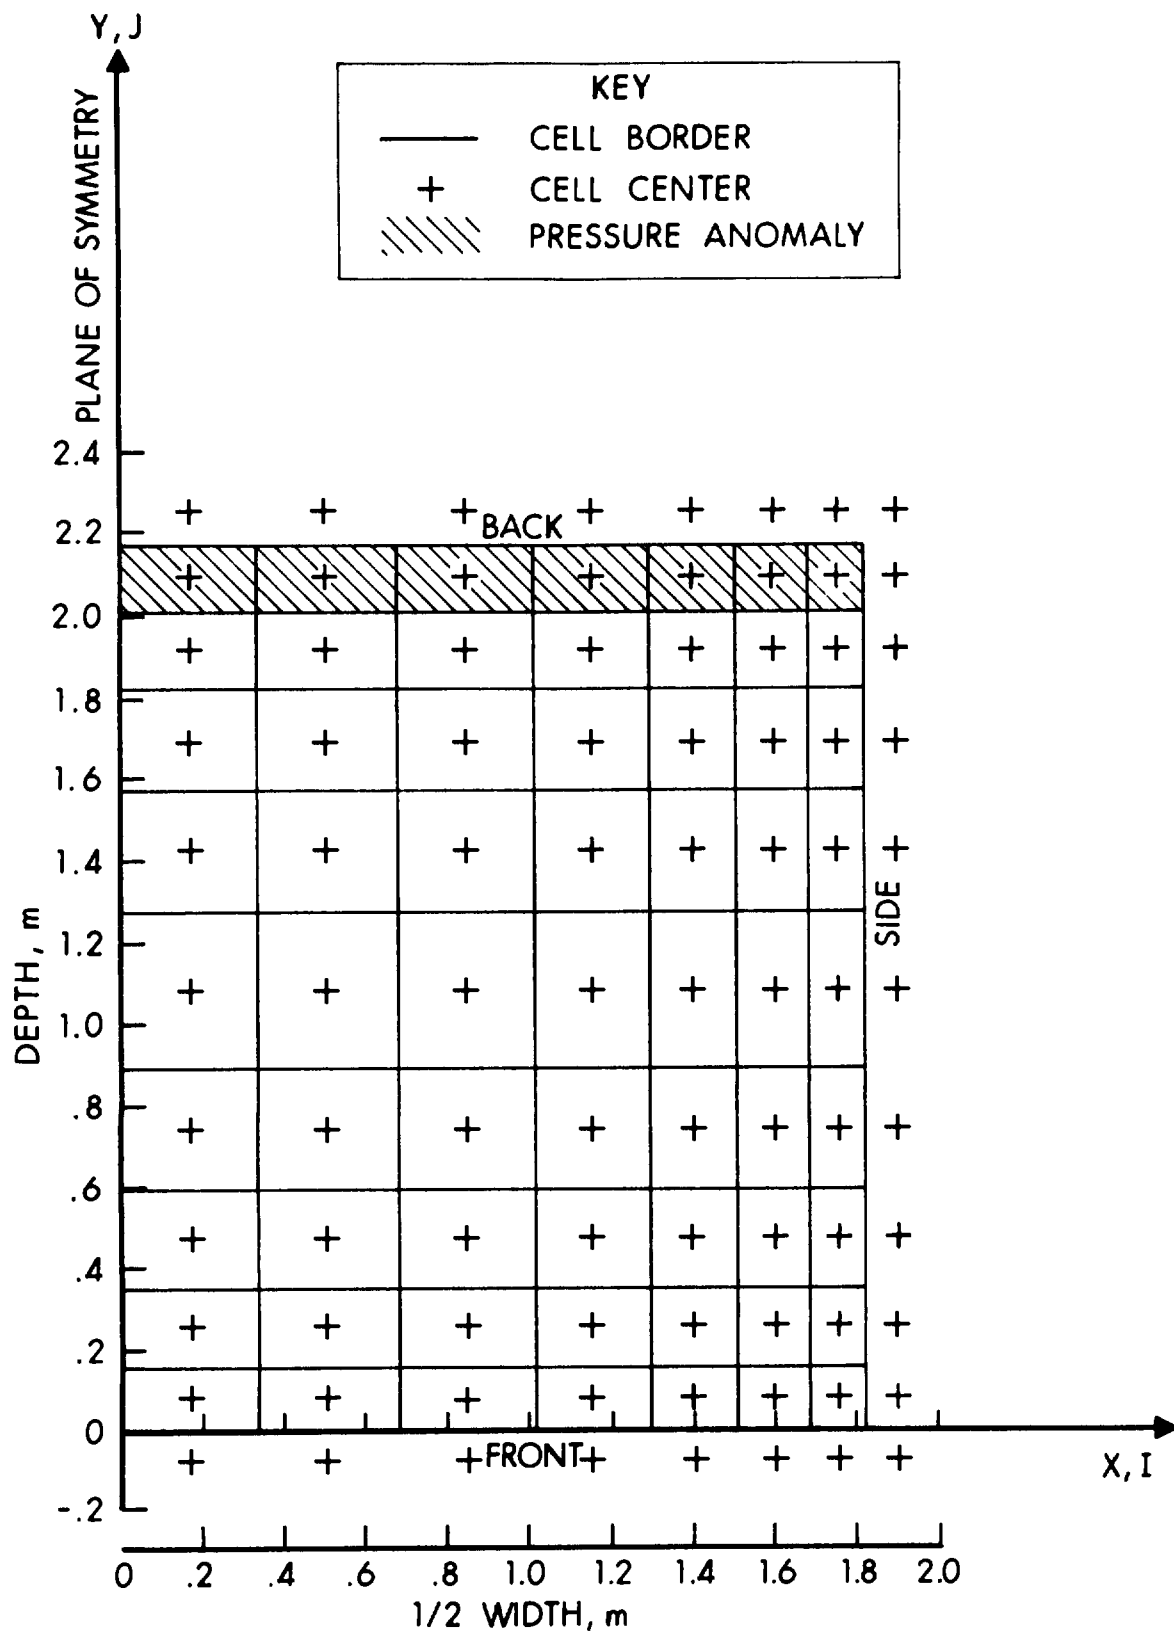 Y, J
KEY
CELL BORDER
CELL CENTER
PRESSURE ANOMALY
PLANE OF SYMMETRY
2.4
2.2
BACK
2.0
1.8
1.6
1.4
SIDE
1.2
DEPTH, m
1.0
.8
.6
.4
.2
0
FRONT
X, I
-.2
0 .2 .4 .6 .8 1.0 1.2 1.4 1.6 1.8 2.0
1/2 WIDTH, m